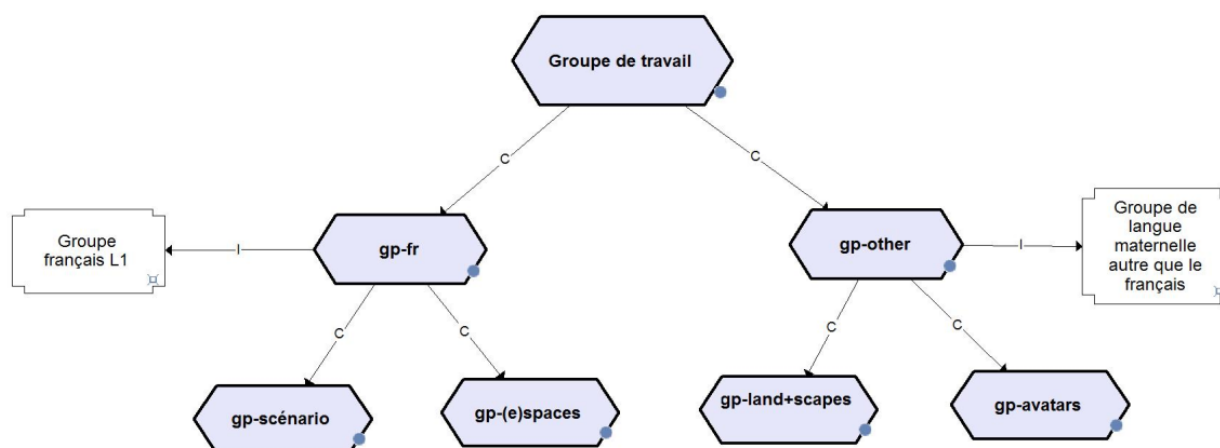 Groupe de travail
C
C
Groupe
français L1
I
gp-fr
gp-other
I
Groupe de
langue
maternelle
autre que le
français
C
C
C
C
gp-scénario
gp-(e)spaces
gp-land+scapes
gp-avatars